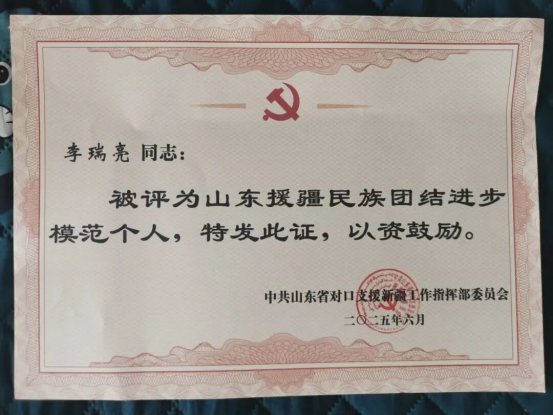 李瑞亮 同志：
被评为山东援疆民族团结进步
模范个人，特发此证，以资鼓励。
中共山东省对口支援新疆工作指挥部委员会
二〇二五年六月